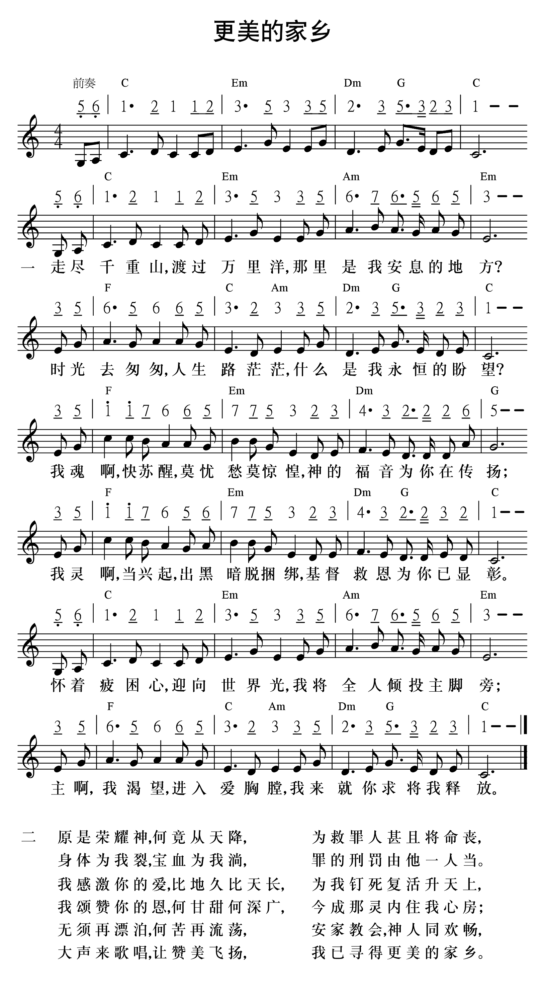 更美的家乡
前奏 C Em Dm G C
5 6 | 1• 2 1 1 2 | 3• 5 3 3 5 | 2• 3 5• 3 2 3 | 1 – –
4
4
C Em Am Em
5 6 | 1• 2 1 1 2 | 3• 5 3 3 5 | 6• 7 6• 5 6 5 | 3 – –
一 走尽 千重山,渡过 万里洋,那里 是我安息的地 方?
F C Am Dm G C
3 5 | 6• 5 6 6 5 | 3• 2 3 3 5 | 2• 3 5• 3 2 3 | 1 – –
时光 去匆匆,人生 路茫茫,什么 是我永恒的盼 望?
F Em Dm G
3 5 | 1 1 7 6 6 5 | 7 7 5 3 2 3 | 4• 3 2• 2 2 6 | 5 – –
我魂 啊,快苏醒,莫忧 愁莫惊惶,神的 福音为你在传 扬;
F Em Dm G C
3 5 | 1 1 7 6 5 6 | 7 7 5 3 2 3 | 4• 3 2• 2 3 2 | 1 – –
我灵 啊,当兴起,出黑 暗脱捆绑,基督 救恩为你已显 彰。
C Em Am Em
5 6 | 1• 2 1 1 2 | 3• 5 3 3 5 | 6• 7 6• 5 6 5 | 3 – –
怀着 疲困心,迎向 世界光,我将 全人倾投主脚 旁;
F C Am Dm G C
3 5 | 6• 5 6 6 5 | 3• 2 3 3 5 | 2• 3 5• 3 2 3 | 1 – –
主啊, 我渴望,进入 爱胸膛,我来 就你求将我释 放。
二 原是荣耀神,何竟从天降, 为救罪人甚且将命丧,
身体为我裂,宝血为我淌, 罪的刑罚由他一人当。
我感激你的爱,比地久比天长, 为我钉死复活升天上,
我颂赞你的恩,何甘甜何深广, 今成那灵内住我心房;
无须再漂泊,何苦再流荡, 安家教会,神人同欢畅,
大声来歌唱,让赞美飞扬, 我已寻得更美的家乡。